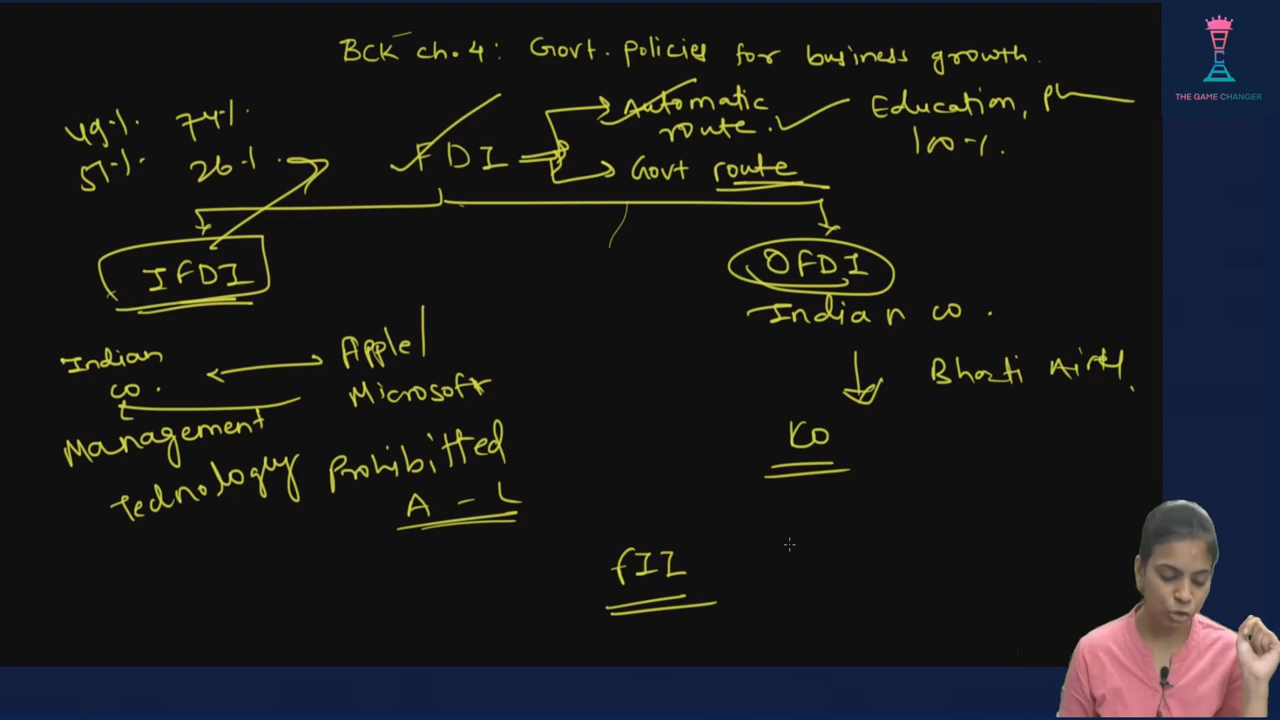 BCK ch. 4: Govt. policies for business growth.
THE GAME CHANGER
49% 74%
51% 26%
FDI
Automatic route.
Govt route
Education,
100%
IFDI
OFDI
Indian co.
Indian co.
Apple/
Microsoft
Bharti Airtel
Management
Technology Prohibitted
A - L
FII